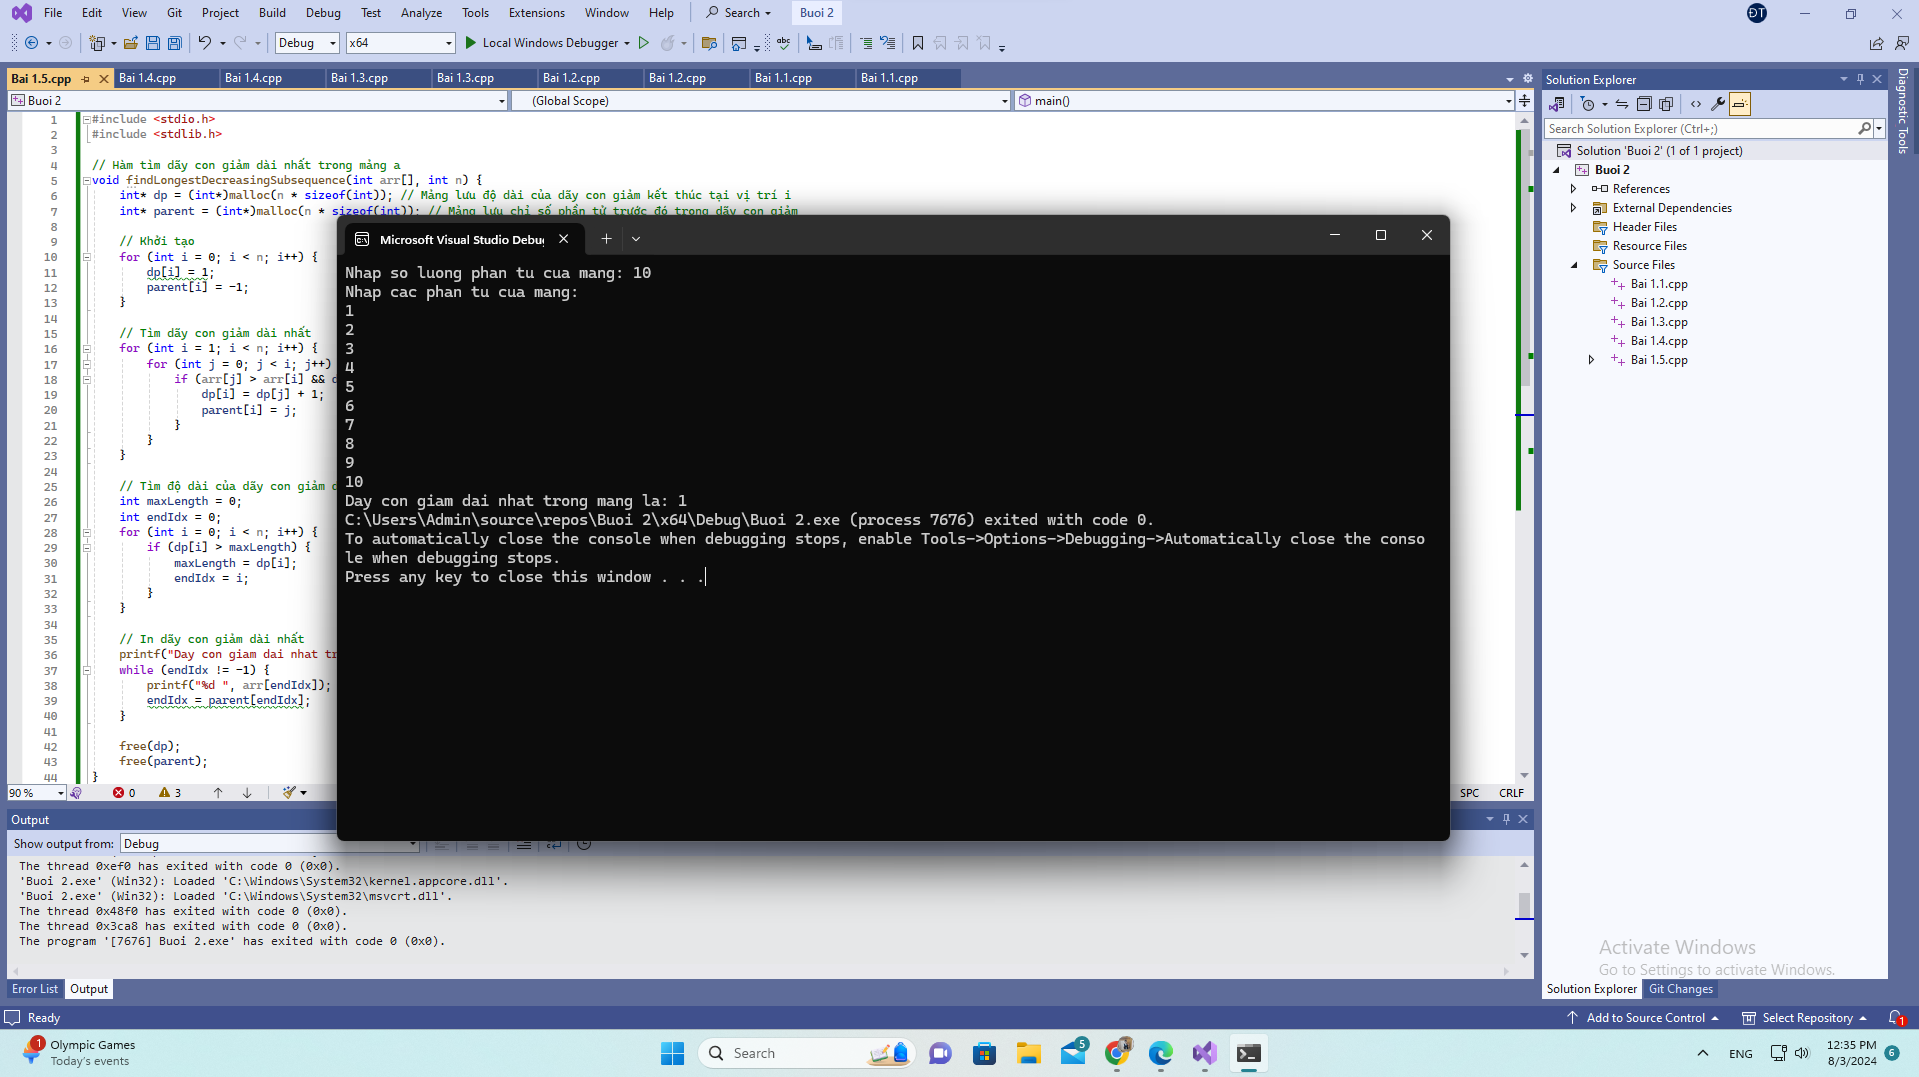 File Edit View Git Project Build Debug Test Analyze Tools Extensions Window Help Search Buoi 2 ĐT
Debug x64 Local Windows Debugger
Bai 1.5.cpp Bai 1.4.cpp Bai 1.4.cpp Bai 1.3.cpp Bai 1.3.cpp Bai 1.2.cpp Bai 1.2.cpp Bai 1.1.cpp Bai 1.1.cpp
Buoi 2 (Global Scope) main()
1 #include <stdio.h>
2 #include <stdlib.h>
3
4 // Hàm tìm dãy con giảm dài nhất trong mảng a
5 void findLongestDecreasingSubsequence(int arr[], int n) {
6 int* dp = (int*)malloc(n * sizeof(int)); // Mảng lưu độ dài của dãy con giảm kết thúc tại vị trí i
7 int* parent = (int*)malloc(n * sizeof(int)); // Mảng lưu chỉ số phần tử trước đó trong dãy con giảm
8
9 // Khởi tạo
10 for (int i = 0; i < n; i++) {
11 dp[i] = 1;
12 parent[i] = -1;
13 }
14
15 // Tìm dãy con giảm dài nhất
16 for (int i = 1; i < n; i++) {
17 for (int j = 0; j < i; j++)
18 if (arr[j] > arr[i] &&
19 dp[i] = dp[j] + 1;
20 parent[i] = j;
21 }
22 }
23 }
24
25 // Tìm độ dài của dãy con giảm
26 int maxLength = 0;
27 int endIdx = 0;
28 for (int i = 0; i < n; i++) {
29 if (dp[i] > maxLength) {
30 maxLength = dp[i];
31 endIdx = i;
32 }
33 }
34
35 // In dãy con giảm dài nhất
36 printf("Day con giam dai nhat
37 while (endIdx != -1) {
38 printf("%d ", arr[endIdx]);
39 endIdx = parent[endIdx];
40 }
41
42 free(dp);
43 free(parent);
44 }
90 % 0 3 SPC CRLF
Microsoft Visual Studio Debug
Nhap so luong phan tu cua mang: 10
Nhap cac phan tu cua mang:
1
2
3
4
5
6
7
8
9
10
Day con giam dai nhat trong mang la: 1
C:\Users\Admin\source\repos\Buoi 2\x64\Debug\Buoi 2.exe (process 7676) exited with code 0.
To automatically close the console when debugging stops, enable Tools->Options->Debugging->Automatically close the conso
le when debugging stops.
Press any key to close this window . . .
Output
Show output from: Debug
The thread 0xef0 has exited with code 0 (0x0).
'Buoi 2.exe' (Win32): Loaded 'C:\Windows\System32\kernel.appcore.dll'.
'Buoi 2.exe' (Win32): Loaded 'C:\Windows\System32\msvcrt.dll'.
The thread 0x48f0 has exited with code 0 (0x0).
The thread 0x3ca8 has exited with code 0 (0x0).
The program '[7676] Buoi 2.exe' has exited with code 0 (0x0).
Error List Output
Solution Explorer
Search Solution Explorer (Ctrl+;)
Solution 'Buoi 2' (1 of 1 project)
Buoi 2
References
External Dependencies
Header Files
Resource Files
Source Files
Bai 1.1.cpp
Bai 1.2.cpp
Bai 1.3.cpp
Bai 1.4.cpp
Bai 1.5.cpp
Activate Windows
Go to Settings to activate Windows.
Solution Explorer Git Changes
Diagnostic Tools
Ready Add to Source Control Select Repository 1
1 Olympic Games
Today's events
Search 5 ENG 12:35 PM
8/3/2024 6